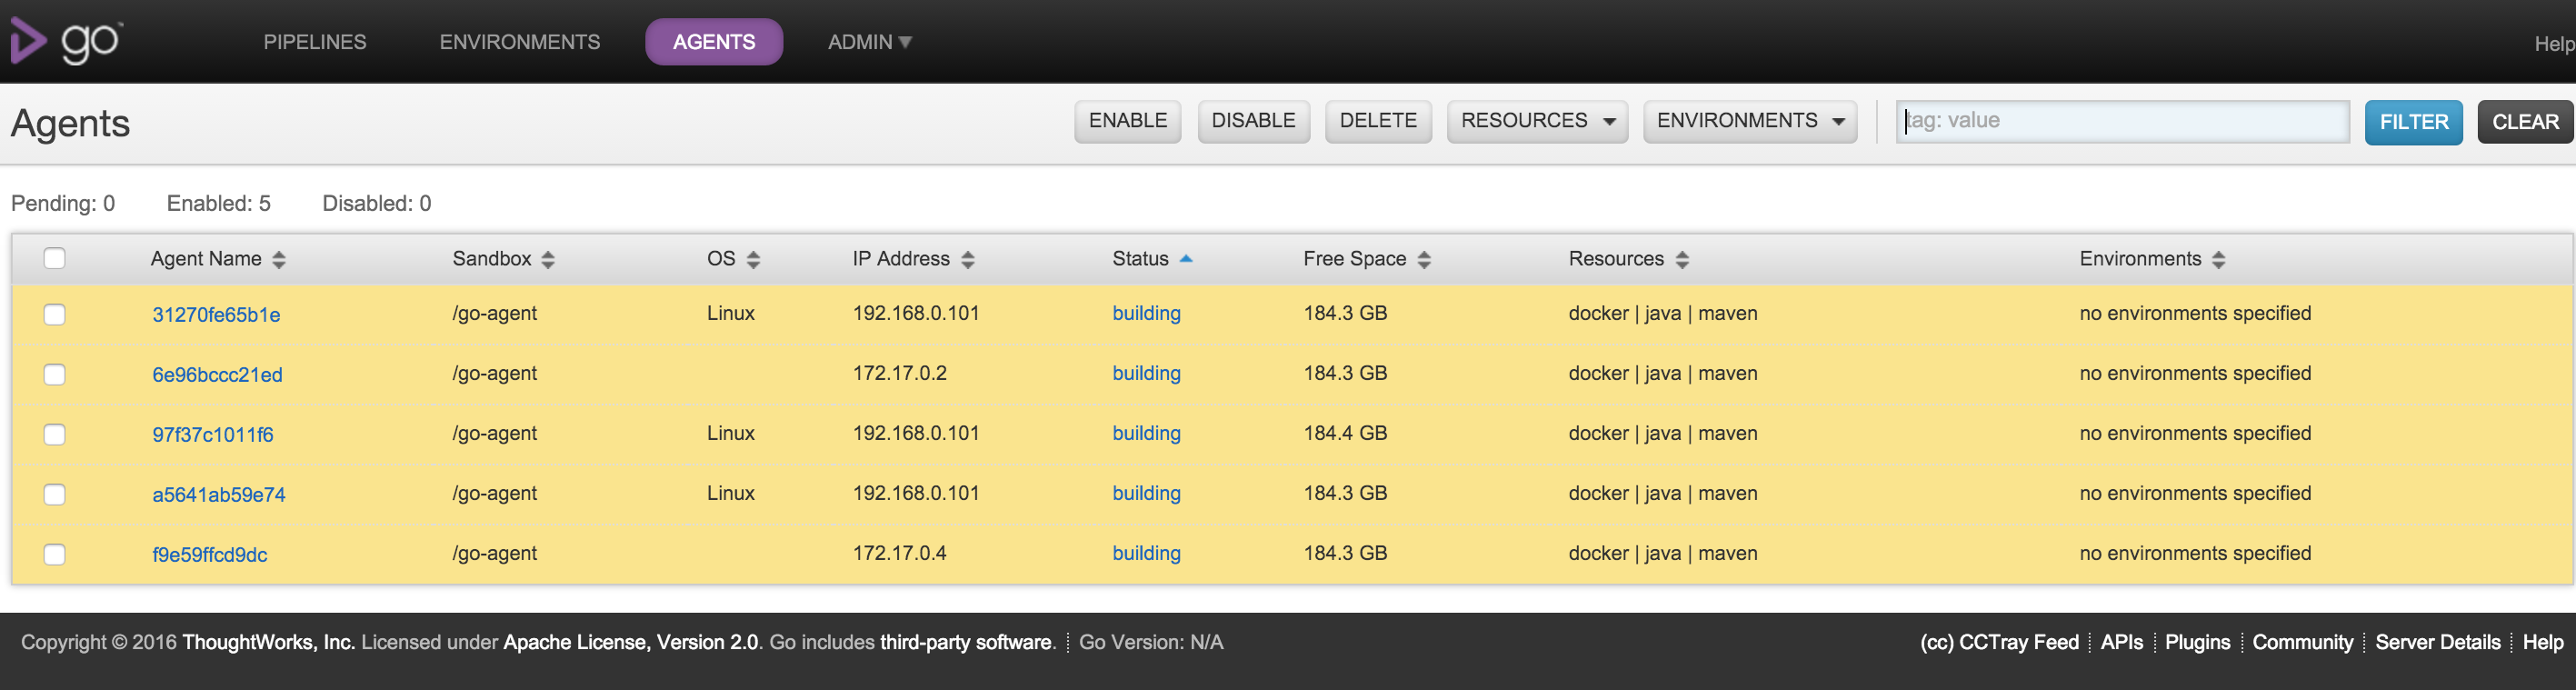 go™ PIPELINES ENVIRONMENTS AGENTS ADMIN Help
Agents ENABLE DISABLE DELETE RESOURCES ENVIRONMENTS tag: value FILTER CLEAR
Pending: 0 Enabled: 5 Disabled: 0
Agent Name Sandbox OS IP Address Status Free Space Resources Environments
31270fe65b1e /go-agent Linux 192.168.0.101 building 184.3 GB docker | java | maven no environments specified
6e96bccc21ed /go-agent 172.17.0.2 building 184.3 GB docker | java | maven no environments specified
97f37c1011f6 /go-agent Linux 192.168.0.101 building 184.4 GB docker | java | maven no environments specified
a5641ab59e74 /go-agent Linux 192.168.0.101 building 184.3 GB docker | java | maven no environments specified
f9e59ffcd9dc /go-agent 172.17.0.4 building 184.3 GB docker | java | maven no environments specified
Copyright © 2016 ThoughtWorks, Inc. Licensed under Apache License, Version 2.0. Go includes third-party software. Go Version: N/A (cc) CCTray Feed APIs Plugins Community Server Details Help